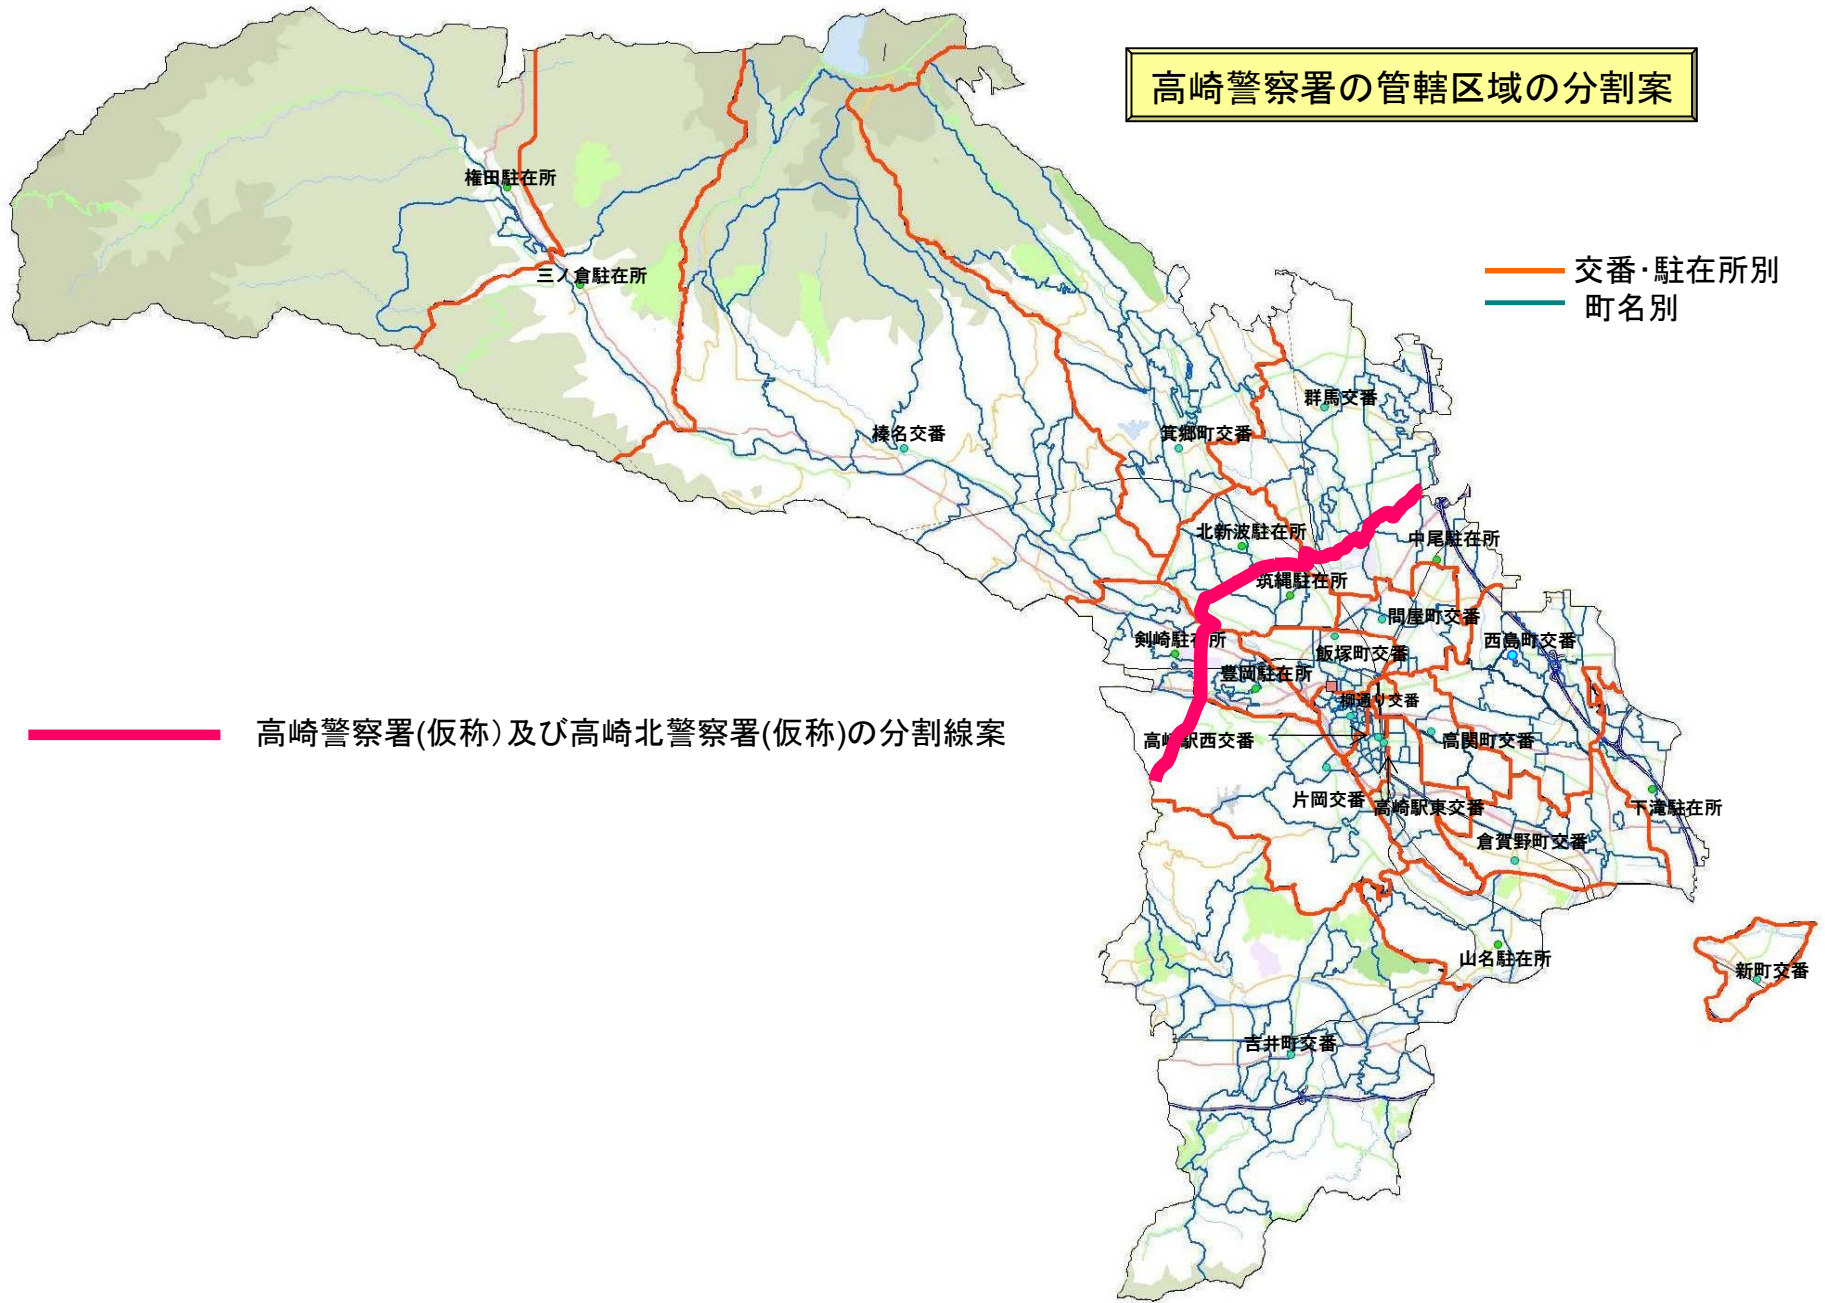 高崎警察署の管轄区域の分割案
権田駐在所
交番・駐在所別
三ノ倉駐在所
町名別
群馬交番
榛名交番
箕郷町交番
北新波駐在所
中尾駐在所
筑縄駐在所
問屋町交番
剣崎駐在所
飯塚町交番
西島町交番
豊岡駐在所
柳通り交番
高崎警察署(仮称)及び高崎北警察署(仮称)の分割線案
高崎駅西交番
高関町交番
片岡交番
高崎駅東交番
下滝駐在所
倉賀野町交番
山名駐在所
新町交番
吉井町交番